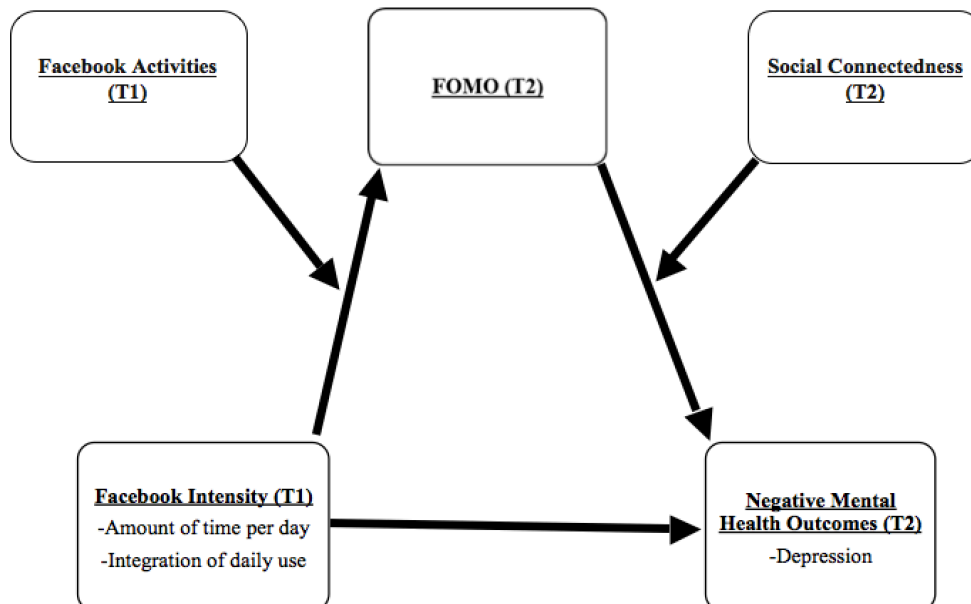 Facebook Activities
(T1)
FOMO (T2)
Social Connectedness
(T2)
Facebook Intensity (T1)
-Amount of time per day
-Integration of daily use
Negative Mental
Health Outcomes (T2)
-Depression